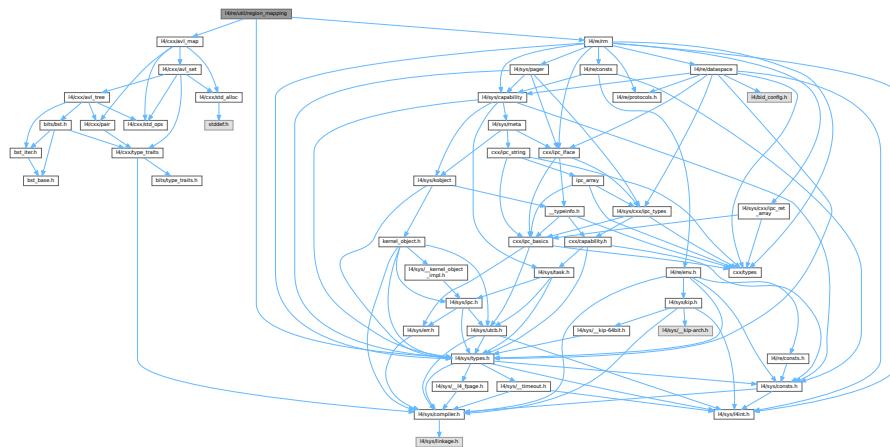 l4/re/util/region_mapping
l4/cxx/avl_map
l4/re/rm
l4/cxx/avl_set
l4/sys/pager
l4/re/consts
l4/re/dataspace
l4/cxx/avl_tree
l4/cxx/std_alloc
l4/sys/capability
l4/re/protocols.h
l4/bid_config.h
bits/bst.h
l4/cxx/pair
l4/cxx/std_ops
stddef.h
l4/sys/meta
bst_iter.h
l4/cxx/type_traits
cxx/ipc_string
cxx/ipc_iface
bst_base.h
bits/type_traits.h
l4/sys/kobject
ipc_array
__typeinfo.h
l4/sys/cxx/ipc_types
l4/sys/cxx/ipc_ret
_array
kernel_object.h
cxx/ipc_basics
cxx/capability.h
l4/sys/__kernel_object
_impl.h
l4/sys/task.h
l4/re/env.h
cxx/types
l4/sys/ipc.h
l4/sys/kip.h
l4/sys/err.h
l4/sys/utcb.h
l4/sys/__kip-64bit.h
l4/sys/__kip-arch.h
l4/sys/types.h
l4/re/consts.h
l4/sys/__l4_fpage.h
l4/sys/__timeout.h
l4/sys/consts.h
l4/sys/compiler.h
l4/sys/l4int.h
l4/sys/linkage.h